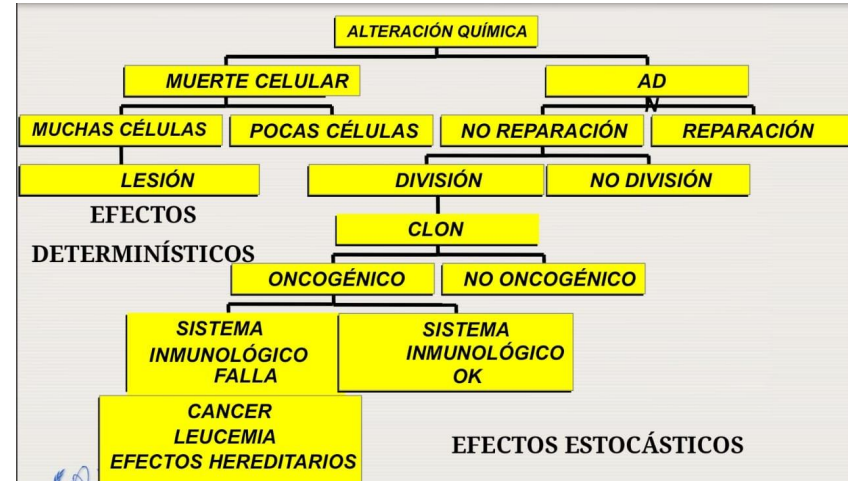 ALTERACIÓN QUÍMICA
MUERTE CELULAR
AD
N
MUCHAS CÉLULAS
POCAS CÉLULAS
NO REPARACIÓN
REPARACIÓN
LESIÓN
DIVISIÓN
NO DIVISIÓN
EFECTOS
DETERMINÍSTICOS
CLON
ONCOGÉNICO
NO ONCOGÉNICO
SISTEMA
INMUNOLÓGICO
FALLA
SISTEMA
INMUNOLÓGICO
OK
CANCER
LEUCEMIA
EFECTOS HEREDITARIOS
EFECTOS ESTOCÁSTICOS